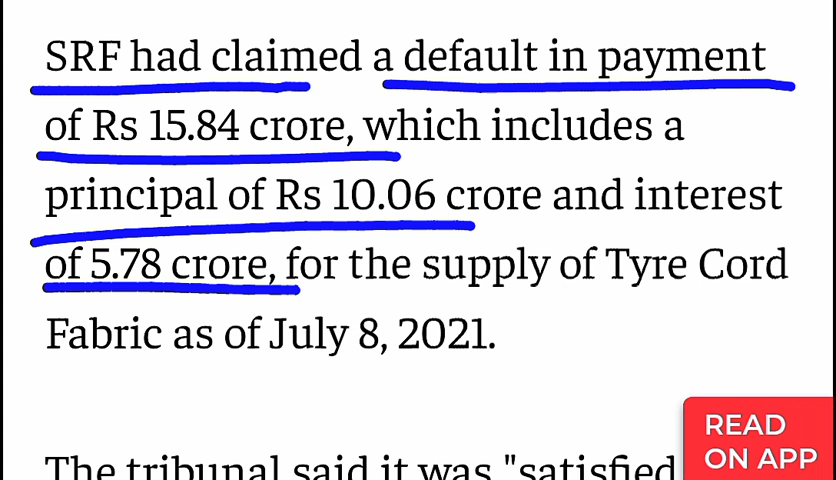 SRF had claimed a default in payment
of Rs 15.84 crore, which includes a
principal of Rs 10.06 crore and interest
of 5.78 crore, for the supply of Tyre Cord
Fabric as of July 8, 2021.
READ
ON APP
The tribunal said it was "satisfied